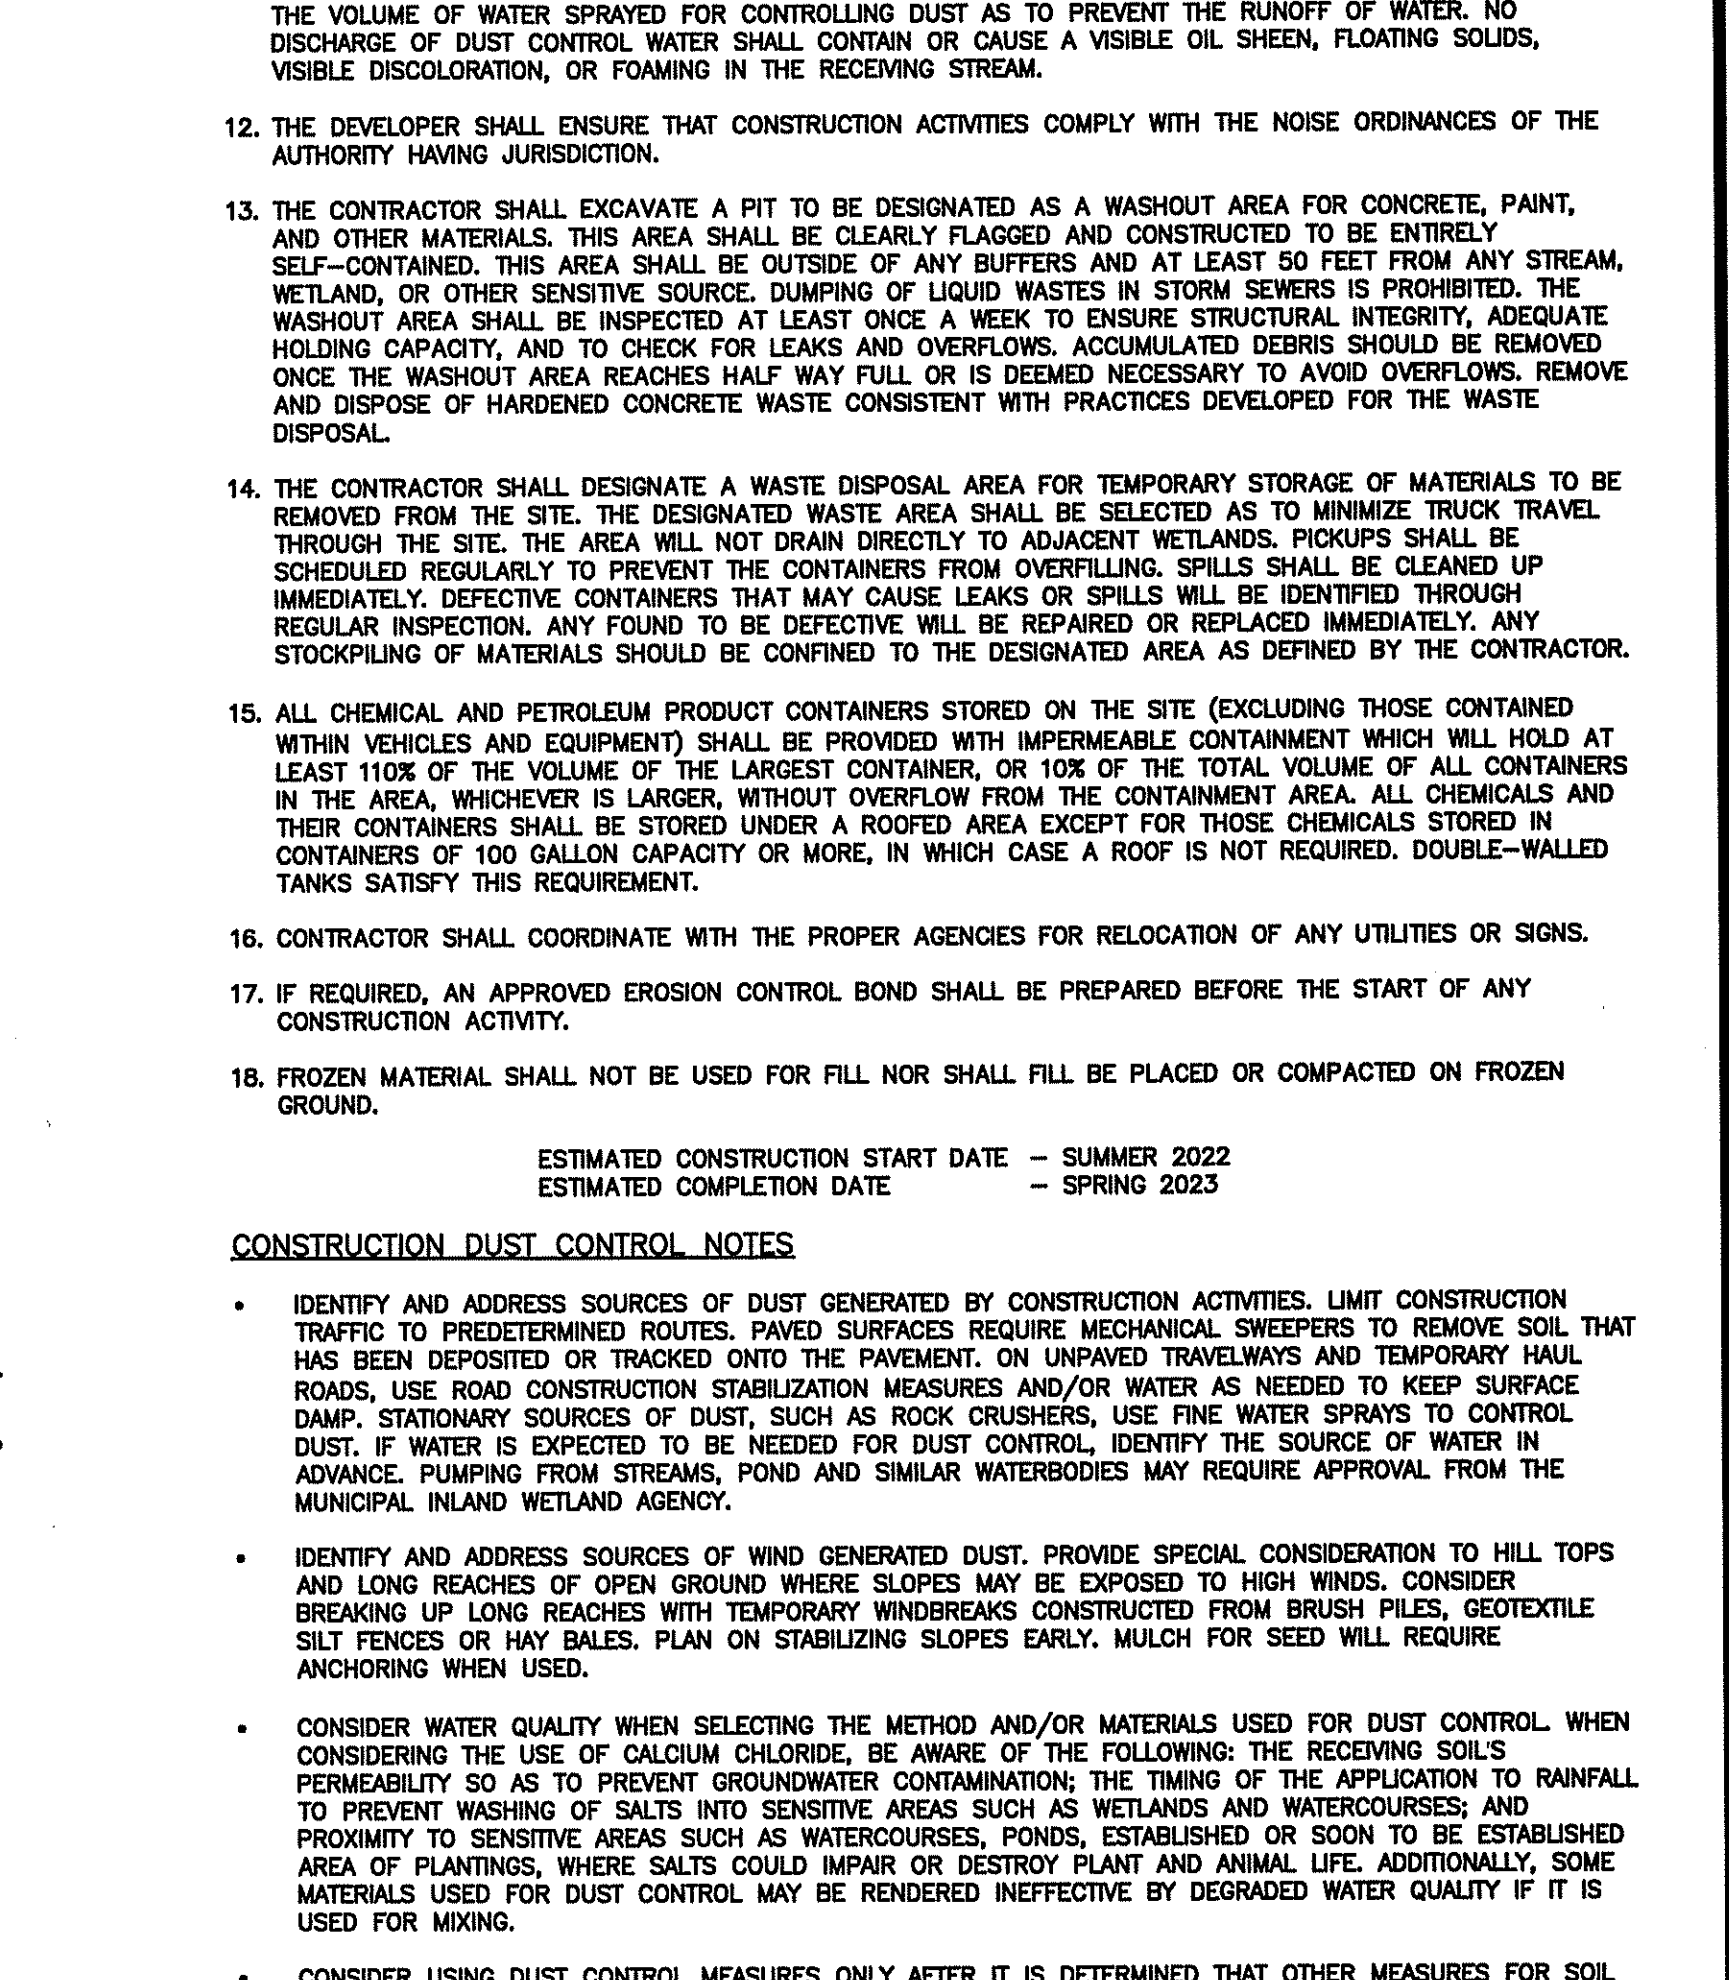 THE VOLUME OF WATER SPRAYED FOR CONTROLLING DUST AS TO PREVENT THE RUNOFF OF WATER. NO
DISCHARGE OF DUST CONTROL WATER SHALL CONTAIN OR CAUSE A VISIBLE OIL SHEEN, FLOATING SOLIDS,
VISIBLE DISCOLORATION, OR FOAMING IN THE RECEIVING STREAM.
12. THE DEVELOPER SHALL ENSURE THAT CONSTRUCTION ACTIVITIES COMPLY WITH THE NOISE ORDINANCES OF THE
AUTHORITY HAVING JURISDICTION.
13. THE CONTRACTOR SHALL EXCAVATE A PIT TO BE DESIGNATED AS A WASHOUT AREA FOR CONCRETE, PAINT,
AND OTHER MATERIALS. THIS AREA SHALL BE CLEARLY FLAGGED AND CONSTRUCTED TO BE ENTIRELY
SELF-CONTAINED. THIS AREA SHALL BE OUTSIDE OF ANY BUFFERS AND AT LEAST 50 FEET FROM ANY STREAM,
WETLAND, OR OTHER SENSITIVE SOURCE. DUMPING OF LIQUID WASTES IN STORM SEWERS IS PROHIBITED. THE
WASHOUT AREA SHALL BE INSPECTED AT LEAST ONCE A WEEK TO ENSURE STRUCTURAL INTEGRITY, ADEQUATE
HOLDING CAPACITY, AND TO CHECK FOR LEAKS AND OVERFLOWS. ACCUMULATED DEBRIS SHOULD BE REMOVED
ONCE THE WASHOUT AREA REACHES HALF WAY FULL OR IS DEEMED NECESSARY TO AVOID OVERFLOWS. REMOVE
AND DISPOSE OF HARDENED CONCRETE WASTE CONSISTENT WITH PRACTICES DEVELOPED FOR THE WASTE
DISPOSAL.
14. THE CONTRACTOR SHALL DESIGNATE A WASTE DISPOSAL AREA FOR TEMPORARY STORAGE OF MATERIALS TO BE
REMOVED FROM THE SITE. THE DESIGNATED WASTE AREA SHALL BE SELECTED AS TO MINIMIZE TRUCK TRAVEL
THROUGH THE SITE. THE AREA WILL NOT DRAIN DIRECTLY TO ADJACENT WETLANDS. PICKUPS SHALL BE
SCHEDULED REGULARLY TO PREVENT THE CONTAINERS FROM OVERFILLING. SPILLS SHALL BE CLEANED UP
IMMEDIATELY. DEFECTIVE CONTAINERS THAT MAY CAUSE LEAKS OR SPILLS WILL BE IDENTIFIED THROUGH
REGULAR INSPECTION. ANY FOUND TO BE DEFECTIVE WILL BE REPAIRED OR REPLACED IMMEDIATELY. ANY
STOCKPILING OF MATERIALS SHOULD BE CONFINED TO THE DESIGNATED AREA AS DEFINED BY THE CONTRACTOR.
15. ALL CHEMICAL AND PETROLEUM PRODUCT CONTAINERS STORED ON THE SITE (EXCLUDING THOSE CONTAINED
WITHIN VEHICLES AND EQUIPMENT) SHALL BE PROVIDED WITH IMPERMEABLE CONTAINMENT WHICH WILL HOLD AT
LEAST 110% OF THE VOLUME OF THE LARGEST CONTAINER, OR 10% OF THE TOTAL VOLUME OF ALL CONTAINERS
IN THE AREA, WHICHEVER IS LARGER, WITHOUT OVERFLOW FROM THE CONTAINMENT AREA. ALL CHEMICALS AND
THEIR CONTAINERS SHALL BE STORED UNDER A ROOFED AREA EXCEPT FOR THOSE CHEMICALS STORED IN
CONTAINERS OF 100 GALLON CAPACITY OR MORE, IN WHICH CASE A ROOF IS NOT REQUIRED. DOUBLE-WALLED
TANKS SATISFY THIS REQUIREMENT.
16. CONTRACTOR SHALL COORDINATE WITH THE PROPER AGENCIES FOR RELOCATION OF ANY UTILITIES OR SIGNS.
17. IF REQUIRED, AN APPROVED EROSION CONTROL BOND SHALL BE PREPARED BEFORE THE START OF ANY
CONSTRUCTION ACTIVITY.
18. FROZEN MATERIAL SHALL NOT BE USED FOR FILL NOR SHALL FILL BE PLACED OR COMPACTED ON FROZEN
GROUND.
ESTIMATED CONSTRUCTION START DATE – SUMMER 2022
ESTIMATED COMPLETION DATE – SPRING 2023
CONSTRUCTION DUST CONTROL NOTES
• IDENTIFY AND ADDRESS SOURCES OF DUST GENERATED BY CONSTRUCTION ACTIVITIES. LIMIT CONSTRUCTION
TRAFFIC TO PREDETERMINED ROUTES. PAVED SURFACES REQUIRE MECHANICAL SWEEPERS TO REMOVE SOIL THAT
HAS BEEN DEPOSITED OR TRACKED ONTO THE PAVEMENT. ON UNPAVED TRAVELWAYS AND TEMPORARY HAUL
ROADS, USE ROAD CONSTRUCTION STABILIZATION MEASURES AND/OR WATER AS NEEDED TO KEEP SURFACE
DAMP. STATIONARY SOURCES OF DUST, SUCH AS ROCK CRUSHERS, USE FINE WATER SPRAYS TO CONTROL
DUST. IF WATER IS EXPECTED TO BE NEEDED FOR DUST CONTROL, IDENTIFY THE SOURCE OF WATER IN
ADVANCE. PUMPING FROM STREAMS, POND AND SIMILAR WATERBODIES MAY REQUIRE APPROVAL FROM THE
MUNICIPAL INLAND WETLAND AGENCY.
• IDENTIFY AND ADDRESS SOURCES OF WIND GENERATED DUST. PROVIDE SPECIAL CONSIDERATION TO HILL TOPS
AND LONG REACHES OF OPEN GROUND WHERE SLOPES MAY BE EXPOSED TO HIGH WINDS. CONSIDER
BREAKING UP LONG REACHES WITH TEMPORARY WINDBREAKS CONSTRUCTED FROM BRUSH PILES, GEOTEXTILE
SILT FENCES OR HAY BALES. PLAN ON STABILIZING SLOPES EARLY. MULCH FOR SEED WILL REQUIRE
ANCHORING WHEN USED.
• CONSIDER WATER QUALITY WHEN SELECTING THE METHOD AND/OR MATERIALS USED FOR DUST CONTROL. WHEN
CONSIDERING THE USE OF CALCIUM CHLORIDE, BE AWARE OF THE FOLLOWING: THE RECEIVING SOIL'S
PERMEABILITY SO AS TO PREVENT GROUNDWATER CONTAMINATION; THE TIMING OF THE APPLICATION TO RAINFALL
TO PREVENT WASHING OF SALTS INTO SENSITIVE AREAS SUCH AS WETLANDS AND WATERCOURSES; AND
PROXIMITY TO SENSITIVE AREAS SUCH AS WATERCOURSES, PONDS, ESTABLISHED OR SOON TO BE ESTABLISHED
AREA OF PLANTINGS, WHERE SALTS COULD IMPAIR OR DESTROY PLANT AND ANIMAL LIFE. ADDITIONALLY, SOME
MATERIALS USED FOR DUST CONTROL MAY BE RENDERED INEFFECTIVE BY DEGRADED WATER QUALITY IF IT IS
USED FOR MIXING.
• CONSIDER USING DUST CONTROL MEASURES ONLY AFTER IT IS DETERMINED THAT OTHER MEASURES FOR SOIL